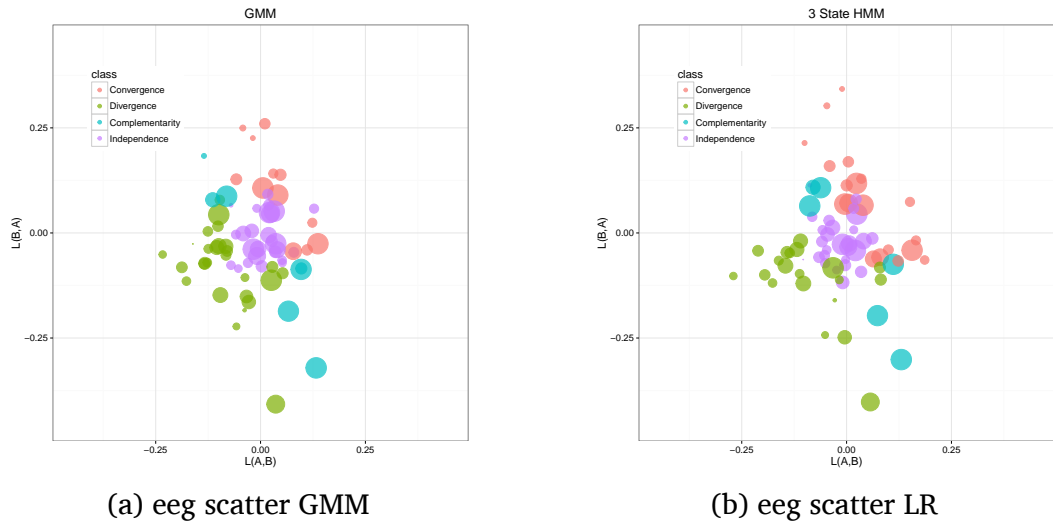 GMM
class
Convergence
Divergence
Complementarity
Independence
0.25
0.00
−0.25
L(B,A)
−0.25 0.00 0.25
L(A,B)
(a) eeg scatter GMM
3 State HMM
class
Convergence
Divergence
Complementarity
Independence
0.25
0.00
−0.25
L(B,A)
−0.25 0.00 0.25
L(A,B)
(b) eeg scatter LR